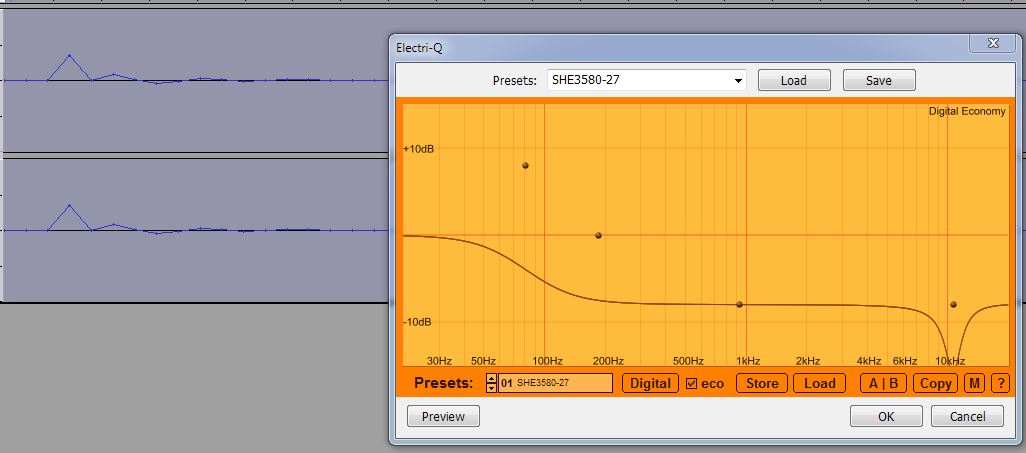 Electri-Q
Presets: SHE3580-27 Load Save
Digital Economy
+10dB
-10dB
30Hz 50Hz 100Hz 200Hz 500Hz 1kHz 2kHz 4kHz 6kHz 10kHz
Presets: 01 SHE3580-27 Digital eco Store Load A | B Copy M ?
Preview OK Cancel